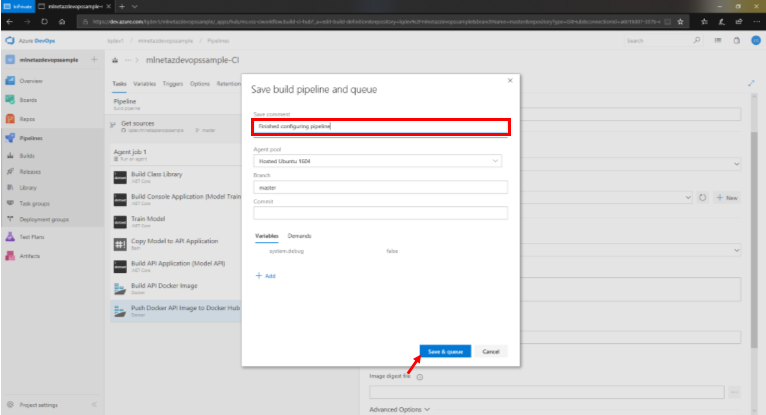 InPrivate
mlnetazdevopssample-
Azure DevOps
mlnetazdevopssample
Pipelines
Search
mlnetazdevopssample
mlnetazdevopssample-CI
Overview
Boards
Repos
Pipelines
Builds
Releases
Library
Task groups
Deployment groups
Test Plans
Artifacts
Project settings
Tasks Variables Triggers Options Retention
Pipeline
Build pipeline
Get sources
master
Agent job 1
Run on agent
Build Class Library
.NET Core
Build Console Application (Model Train
.NET Core
Train Model
.NET Core
Copy Model to API Application
Bash
Build API Application (Model API)
.NET Core
Build API Docker Image
Docker
Push Docker API Image to Docker Hub
Docker
Save build pipeline and queue
Save comment
Finished configuring pipeline
Agent pool
Hosted Ubuntu 1604
Branch
master
Commit
Variables Demands
system.debug false
Add
Save & queue Cancel
New
Image digest file
Advanced Options